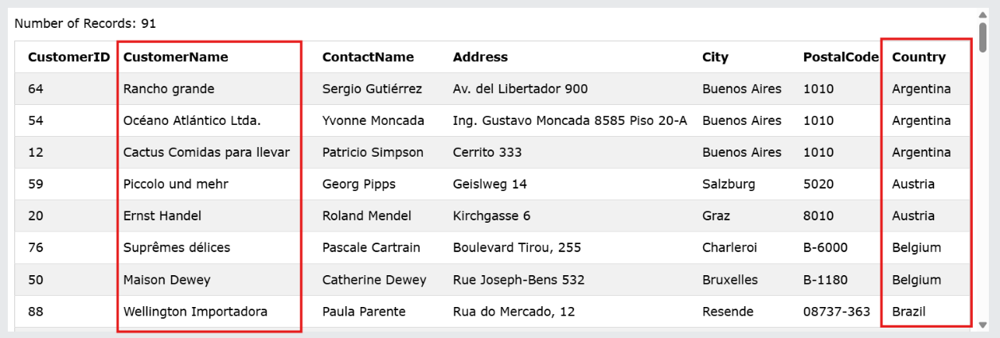 Number of Records: 91
CustomerID CustomerName ContactName Address City PostalCode Country
64 Rancho grande Sergio Gutiérrez Av. del Libertador 900 Buenos Aires 1010 Argentina
54 Océano Atlántico Ltda. Yvonne Moncada Ing. Gustavo Moncada 8585 Piso 20-A Buenos Aires 1010 Argentina
12 Cactus Comidas para llevar Patricio Simpson Cerrito 333 Buenos Aires 1010 Argentina
59 Piccolo und mehr Georg Pipps Geislweg 14 Salzburg 5020 Austria
20 Ernst Handel Roland Mendel Kirchgasse 6 Graz 8010 Austria
76 Suprêmes délices Pascale Cartrain Boulevard Tirou, 255 Charleroi B-6000 Belgium
50 Maison Dewey Catherine Dewey Rue Joseph-Bens 532 Bruxelles B-1180 Belgium
88 Wellington Importadora Paula Parente Rua do Mercado, 12 Resende 08737-363 Brazil